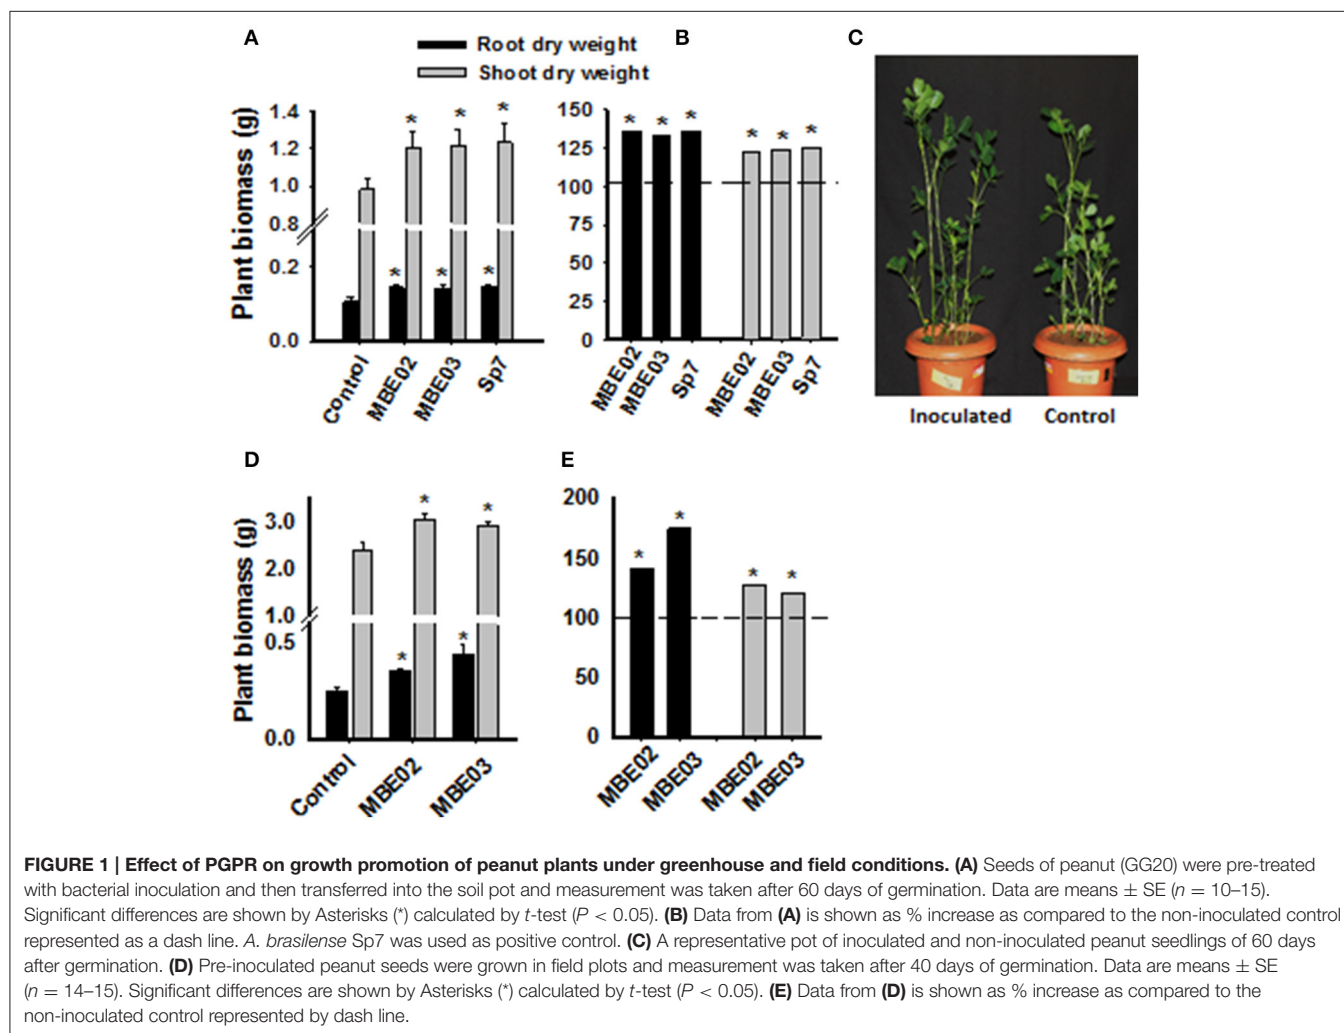 A
B
C
Root dry weight
Shoot dry weight
Plant biomass (g)
1.4
1.2
1.0
0.8
0.2
0.0
* * *
* * *
Control
MBE02
MBE03
Sp7
150
125
100
75
50
25
0
* * *
* * *
MBE02
MBE03
Sp7
MBE02
MBE03
Sp7
Inoculated
Control
D
E
Plant biomass (g)
3.0
2.0
1.0
0.5
0.0
* *
* *
Control
MBE02
MBE03
200
150
100
50
0
* *
* *
MBE02
MBE03
MBE02
MBE03
FIGURE 1 | Effect of PGPR on growth promotion of peanut plants under greenhouse and field conditions. (A) Seeds of peanut (GG20) were pre-treated
with bacterial inoculation and then transferred into the soil pot and measurement was taken after 60 days of germination. Data are means ± SE (n = 10–15).
Significant differences are shown by Asterisks (*) calculated by t-test (P < 0.05). (B) Data from (A) is shown as % increase as compared to the non-inoculated control
represented as a dash line. A. brasilense Sp7 was used as positive control. (C) A representative pot of inoculated and non-inoculated peanut seedlings of 60 days
after germination. (D) Pre-inoculated peanut seeds were grown in field plots and measurement was taken after 40 days of germination. Data are means ± SE
(n = 14–15). Significant differences are shown by Asterisks (*) calculated by t-test (P < 0.05). (E) Data from (D) is shown as % increase as compared to the
non-inoculated control represented by dash line.